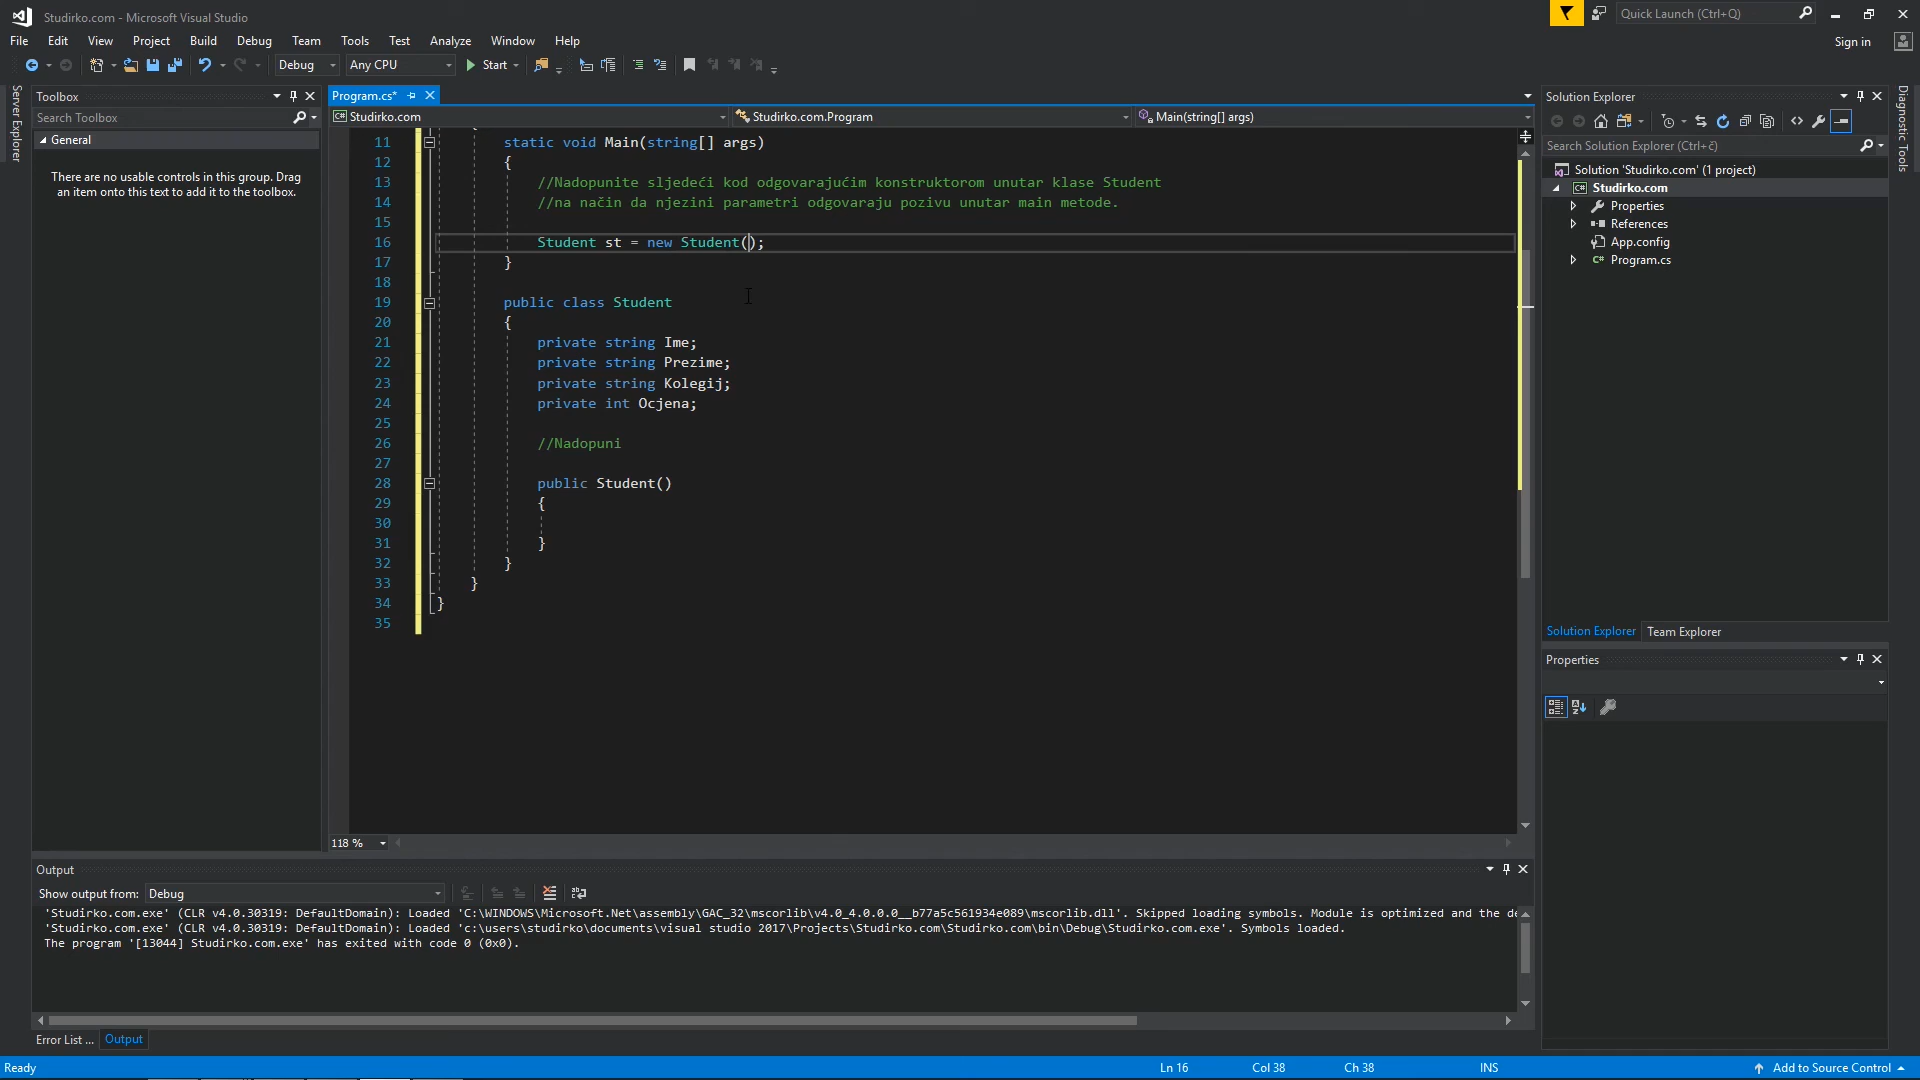 Studirko.com - Microsoft Visual Studio
Quick Launch (Ctrl+Q)
File Edit View Project Build Debug Team Tools Test Analyze Window Help
Sign in
Debug Any CPU Start
Server Explorer
Toolbox
Search Toolbox
General
There are no usable controls in this group. Drag
an item onto this text to add it to the toolbox.
Program.cs*
Studirko.com Studirko.com.Program Main(string[] args)
11 static void Main(string[] args)
12 {
13 //Nadopunite sljedeći kod odgovarajućim konstruktorom unutar klase Student
14 //na način da njezini parametri odgovaraju pozivu unutar main metode.
15
16 Student st = new Student();
17 }
18
19 public class Student
20 {
21 private string Ime;
22 private string Prezime;
23 private string Kolegij;
24 private int Ocjena;
25
26 //Nadopuni
27
28 public Student()
29 {
30
31 }
32 }
33 }
34 }
35
118 %
Solution Explorer
Search Solution Explorer (Ctrl+č)
Solution 'Studirko.com' (1 project)
Studirko.com
Properties
References
App.config
Program.cs
Solution Explorer Team Explorer
Properties
Diagnostic Tools
Output
Show output from: Debug
'Studirko.com.exe' (CLR v4.0.30319: DefaultDomain): Loaded 'C:\WINDOWS\Microsoft.Net\assembly\GAC_32\mscorlib\v4.0_4.0.0.0__b77a5c561934e089\mscorlib.dll'. Skipped loading symbols. Module is optimized and the de
'Studirko.com.exe' (CLR v4.0.30319: DefaultDomain): Loaded 'c:\users\studirko\documents\visual studio 2017\Projects\Studirko.com\Studirko.com\bin\Debug\Studirko.com.exe'. Symbols loaded.
The program '[13044] Studirko.com.exe' has exited with code 0 (0x0).
Error List ... Output
Ready Ln 16 Col 38 Ch 38 INS Add to Source Control